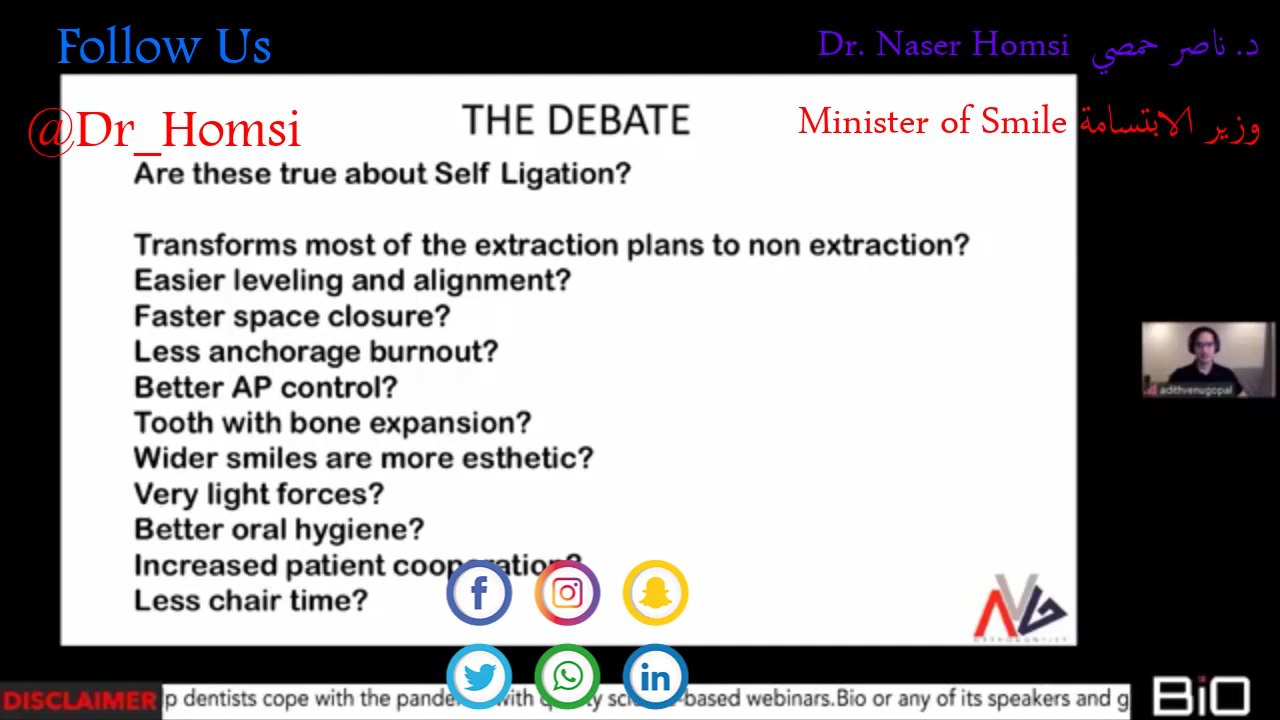 Follow Us
Dr. Naser Homsi د. ناصر حمصي
@Dr_Homsi
THE DEBATE
Minister of Smile وزير الابتسامة
Are these true about Self Ligation?
Transforms most of the extraction plans to non extraction?
Easier leveling and alignment?
Faster space closure?
Less anchorage burnout?
Better AP control?
Tooth with bone expansion?
Wider smiles are more esthetic?
Very light forces?
Better oral hygiene?
Increased patient cooperation?
Less chair time?
adithvenugopal
DISCLAIMER
p dentists cope with the pande with based webinars.Bio or any of its speakers and g
BiO